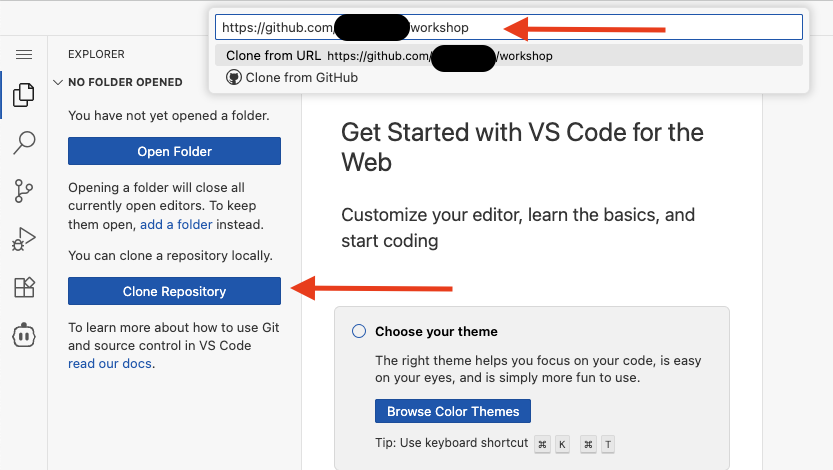 https://github.com/ workshop
Clone from URL https://github.com/ /workshop
Clone from GitHub
EXPLORER
NO FOLDER OPENED
You have not yet opened a folder.
Open Folder
Opening a folder will close all
currently open editors. To keep
them open, add a folder instead.
You can clone a repository locally.
Clone Repository
To learn more about how to use Git
and source control in VS Code
read our docs.
Get Started with VS Code for the
Web
Customize your editor, learn the basics, and
start coding
Choose your theme
The right theme helps you focus on your code, is easy
on your eyes, and is simply more fun to use.
Browse Color Themes
Tip: Use keyboard shortcut ⌘ K ⌘ T